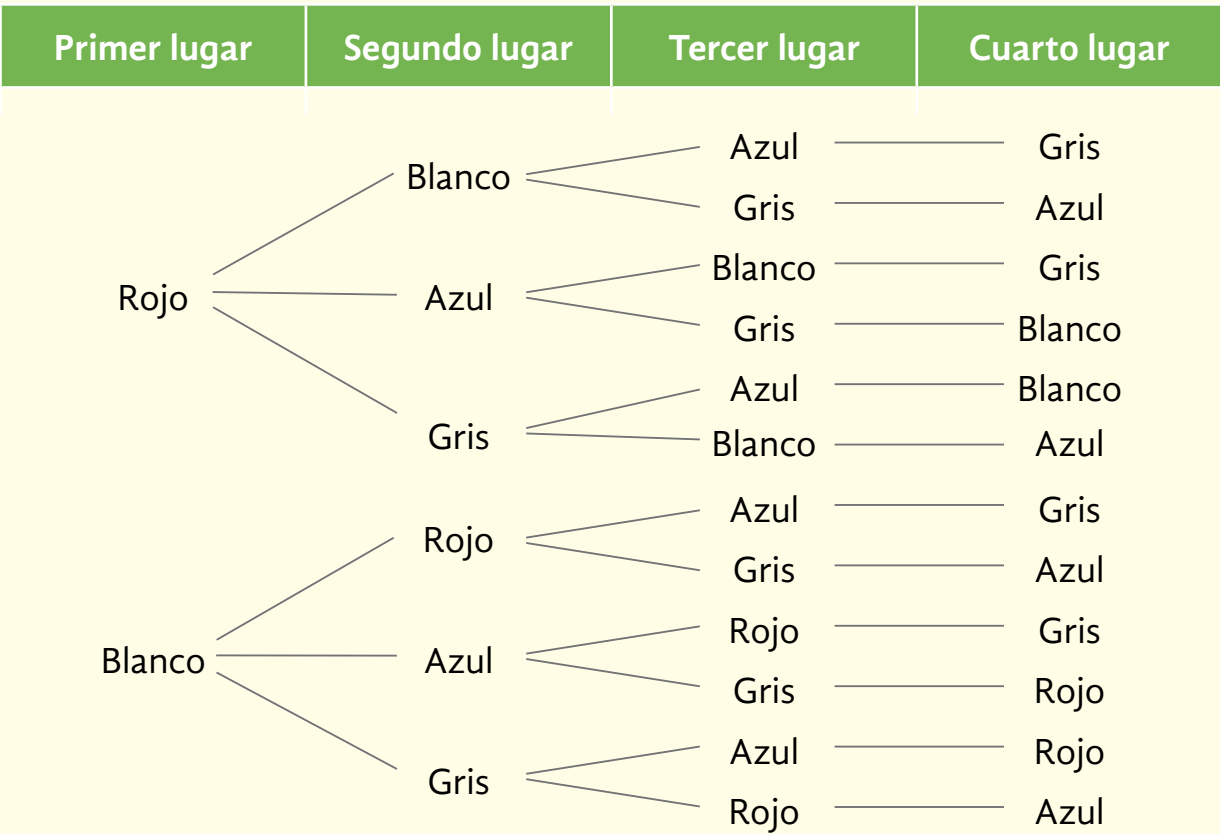 Primer lugar Segundo lugar Tercer lugar Cuarto lugar
Azul Gris
Blanco
Gris Azul
Blanco Gris
Rojo Azul
Gris Blanco
Azul Blanco
Gris
Blanco Azul
Azul Gris
Rojo
Gris Azul
Rojo Gris
Blanco Azul
Gris Rojo
Azul Rojo
Gris
Rojo Azul